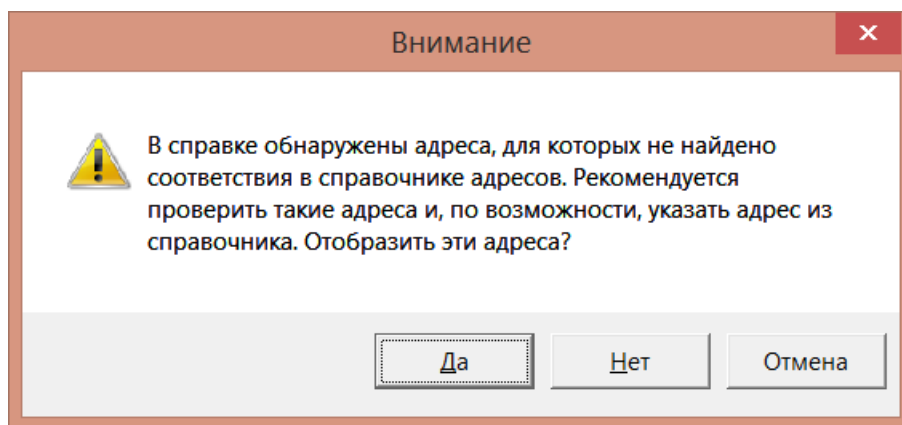 Внимание
В справке обнаружены адреса, для которых не найдено
соответствия в справочнике адресов. Рекомендуется
проверить такие адреса и, по возможности, указать адрес из
справочника. Отобразить эти адреса?
Да Нет Отмена